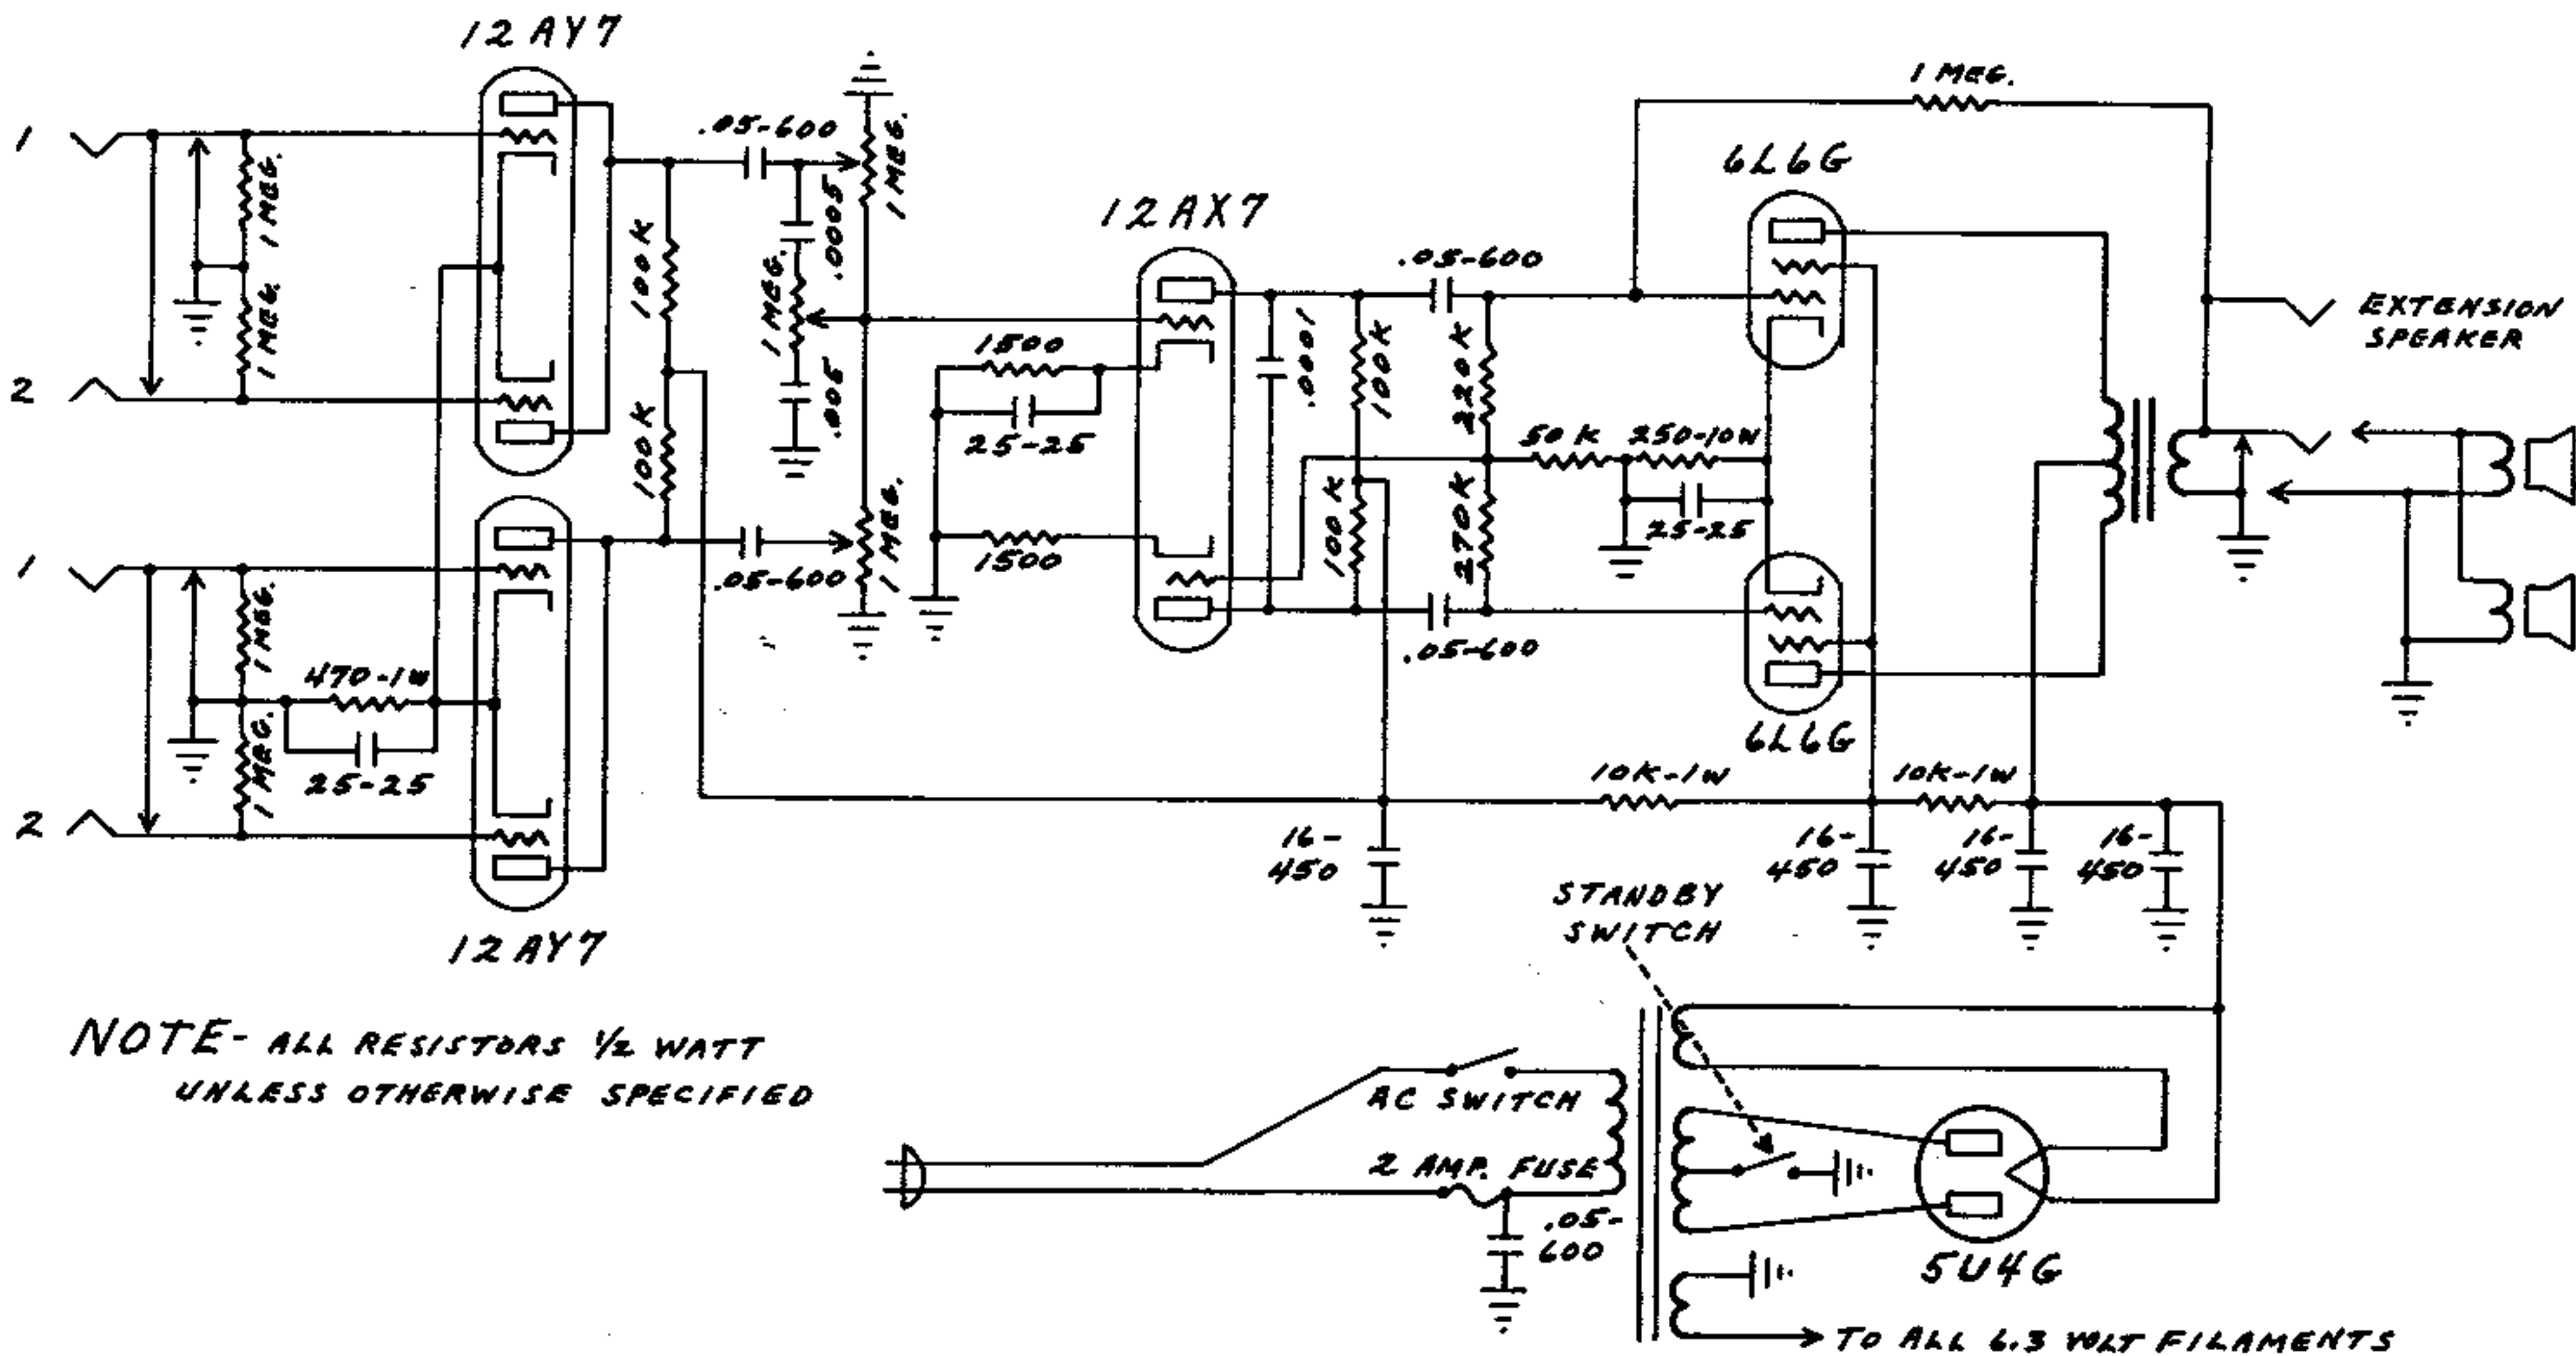 12AY7
1
1 MEG.
1 MEG.
2
100K
100K
.05-600
.0005
1 MEG.
.005
1 MEG.
1 MEG.
.05-600
12AX7
1500
25-25
1500
.0001
100K
100K
.05-600
220K
270K
.05-600
50K
250-10W
25-25
1 MEG.
6L6G
6L6G
EXTENSION
SPEAKER
1
1 MEG.
470-1W
25-25
1 MEG.
2
12AY7
10K-1W
10K-1W
16-
450
16-
450
16-
450
16-
450
STANDBY
SWITCH
NOTE- ALL RESISTORS 1/2 WATT
UNLESS OTHERWISE SPECIFIED
AC SWITCH
2 AMP. FUSE
.05-
600
5U4G
TO ALL 6.3 VOLT FILAMENTS